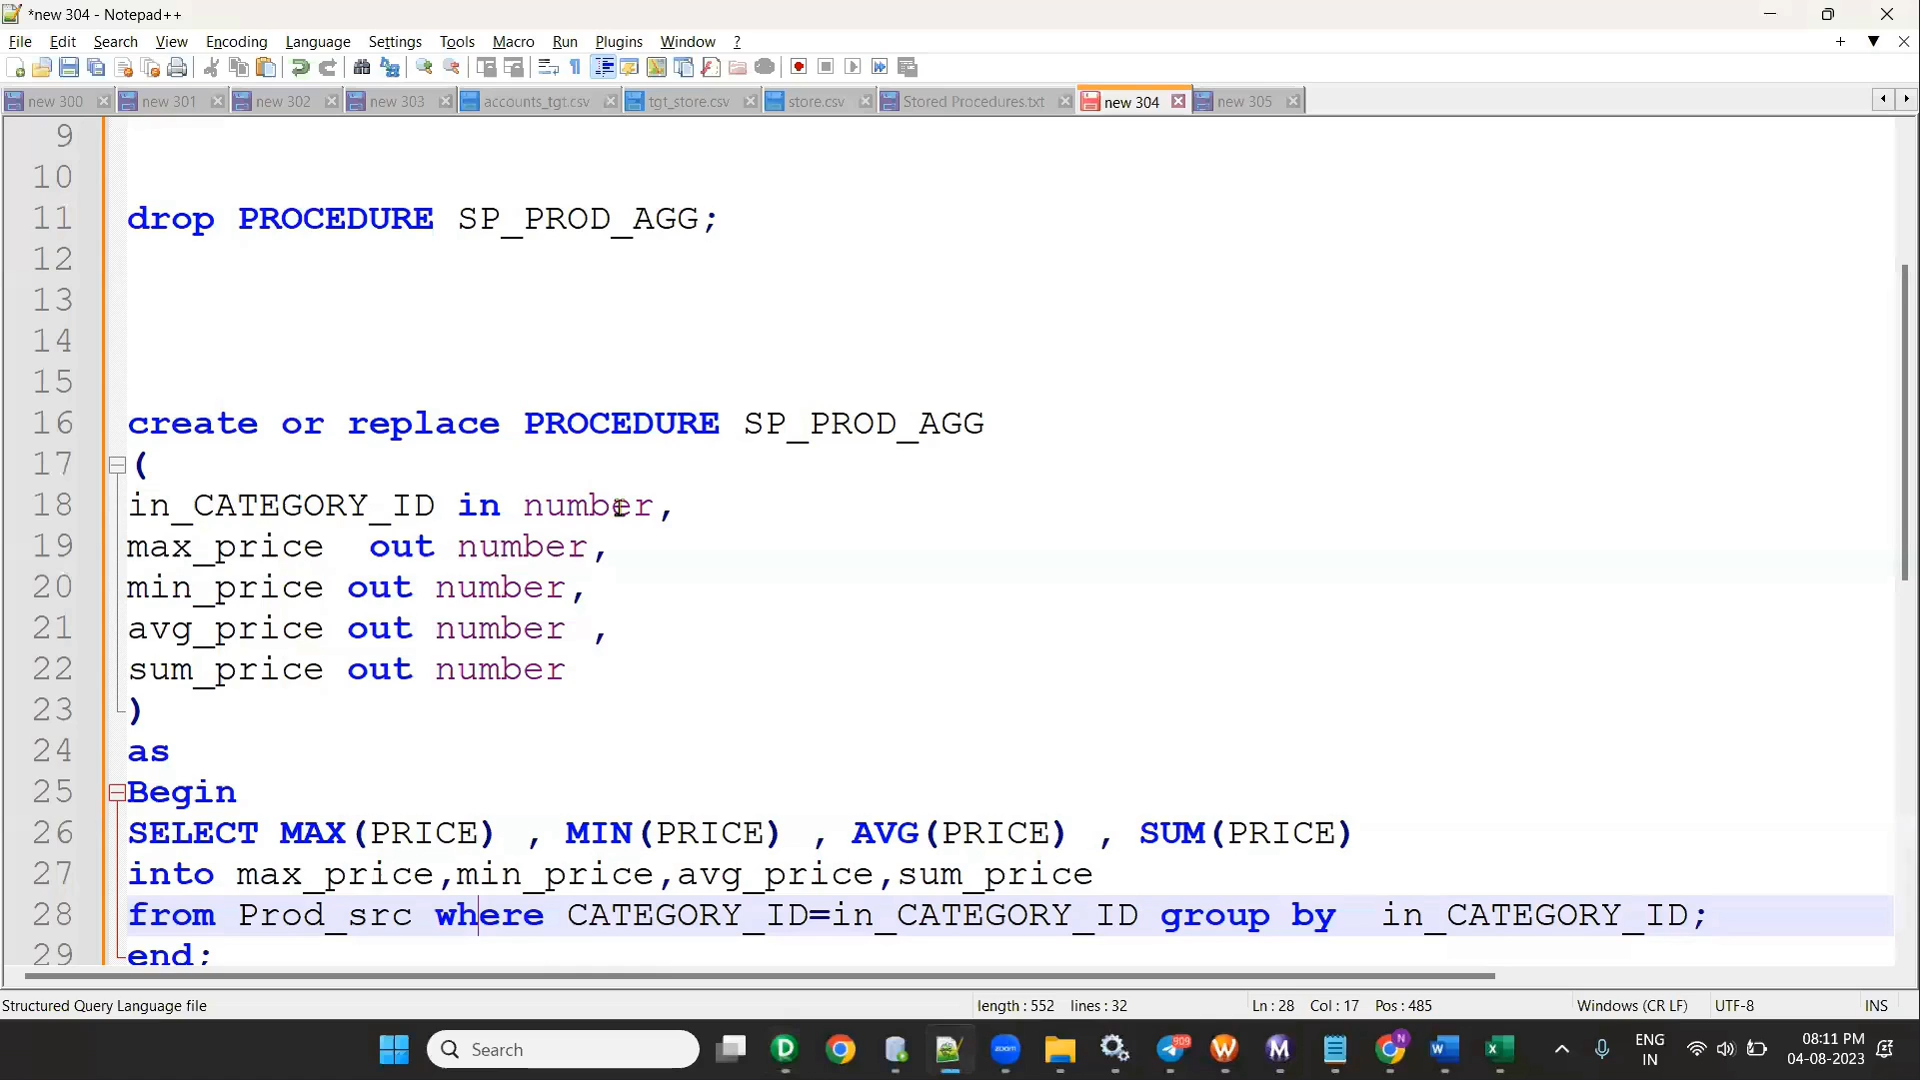 *new 304 - Notepad++
File Edit Search View Encoding Language Settings Tools Macro Run Plugins Window ?
new 300 new 301 new 302 new 303 accounts_tgt.csv tgt_store.csv store.csv Stored Procedures.txt new 304 new 305
9
10
11 drop PROCEDURE SP_PROD_AGG;
12
13
14
15
16 create or replace PROCEDURE SP_PROD_AGG
17 (
18 in_CATEGORY_ID in number,
19 max_price  out number,
20 min_price out number,
21 avg_price out number ,
22 sum_price out number
23 )
24 as
25 Begin
26 SELECT MAX(PRICE) , MIN(PRICE) , AVG(PRICE) , SUM(PRICE)
27 into max_price,min_price,avg_price,sum_price
28 from Prod_src where CATEGORY_ID=in_CATEGORY_ID group by  in_CATEGORY_ID;
29 end;
Structured Query Language file length : 552 lines : 32 Ln : 28 Col : 17 Pos : 485 Windows (CR LF) UTF-8 INS
Search zoom 909 ENG 08:11 PM
IN 04-08-2023